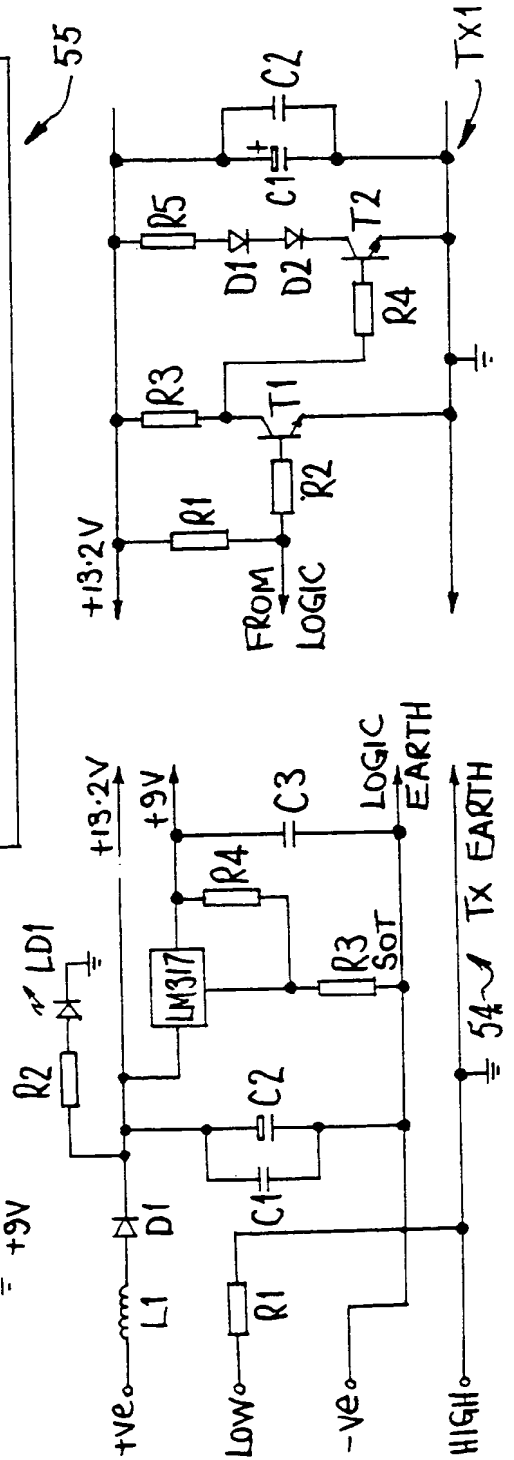 +9V
LD1
R2
+ve
L1
D1
+13·2V
LM317
+9V
R4
C1
C2
C3
Low
R1
R3
SOT
LOGIC
EARTH
-ve
HIGH
54
TX EARTH
55
+13·2V
R1
R3
R5
D1
D2
C1
+
C2
FROM
LOGIC
R2
T1
R4
T2
TX1